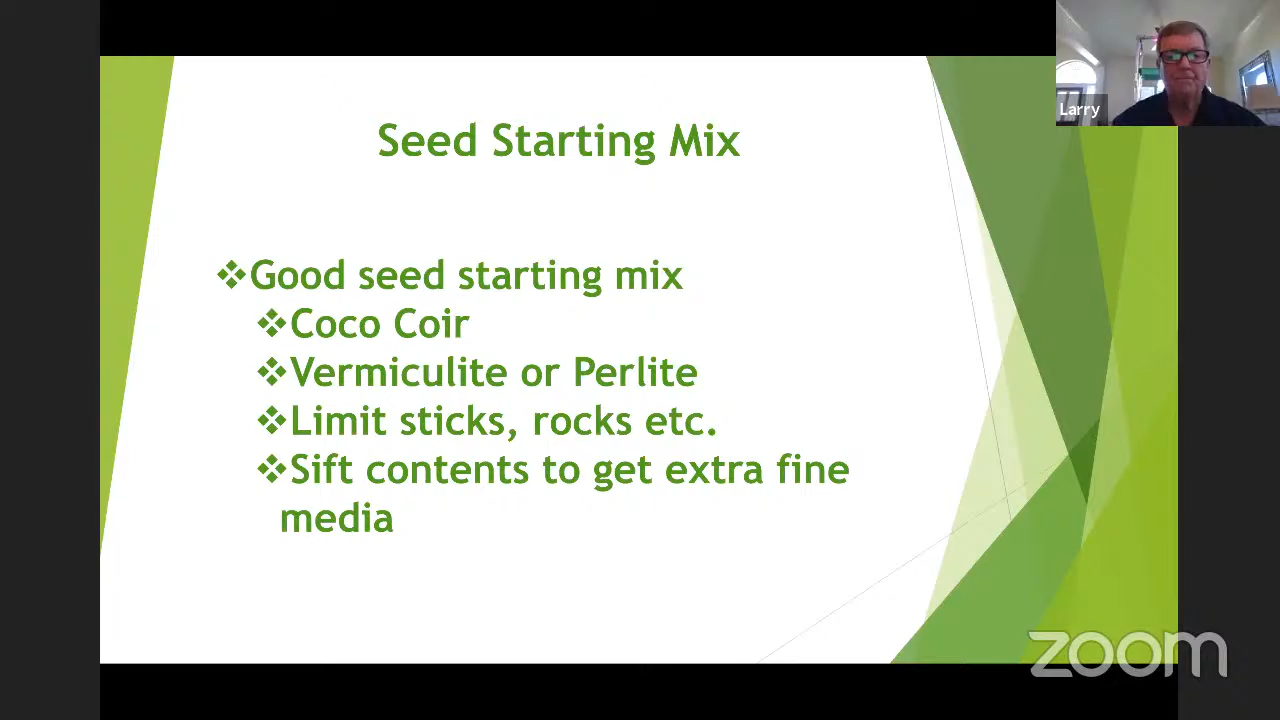 Larry
Seed Starting Mix
❖Good seed starting mix
❖Coco Coir
❖Vermiculite or Perlite
❖Limit sticks, rocks etc.
❖Sift contents to get extra fine
media
zoom